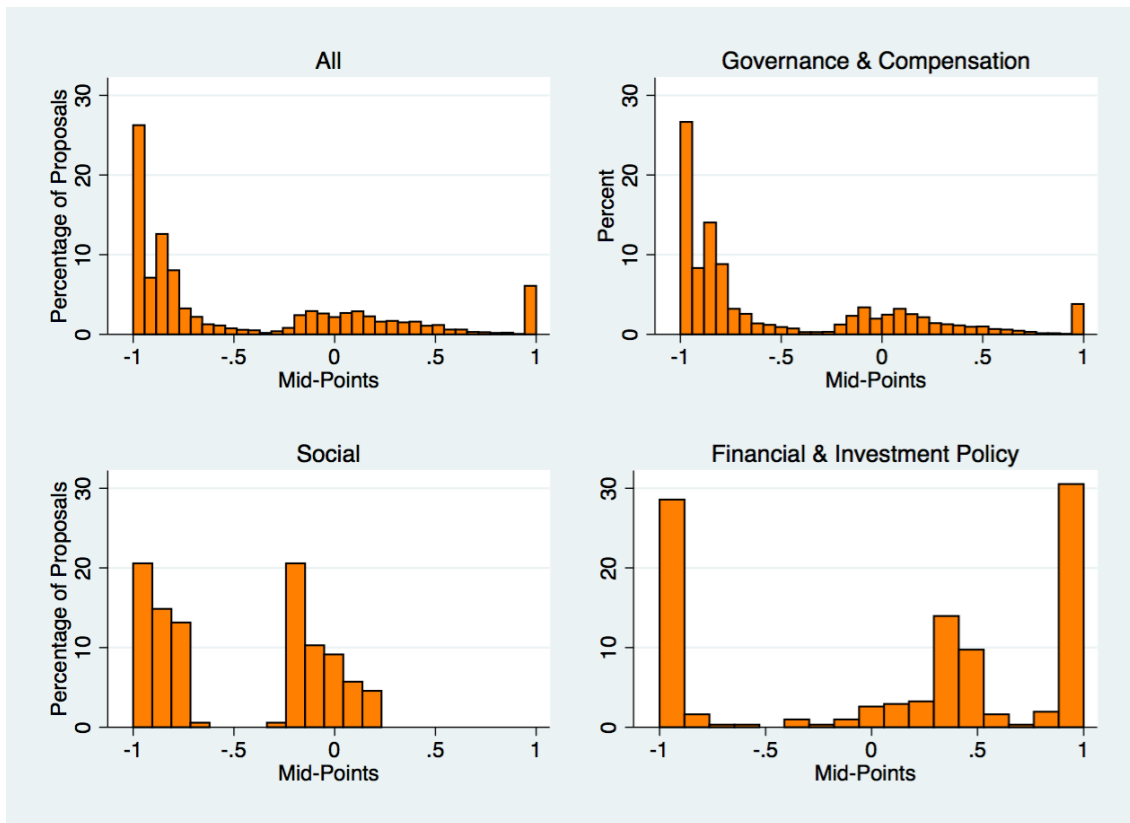 All
Percentage of Proposals
30
20
10
0
-1 -.5 0 .5 1
Mid-Points
Governance & Compensation
Percent
30
20
10
0
-1 -.5 0 .5 1
Mid-Points
Social
Percentage of Proposals
30
20
10
0
-1 -.5 0 .5 1
Mid-Points
Financial & Investment Policy
30
20
10
0
-1 -.5 0 .5 1
Mid-Points